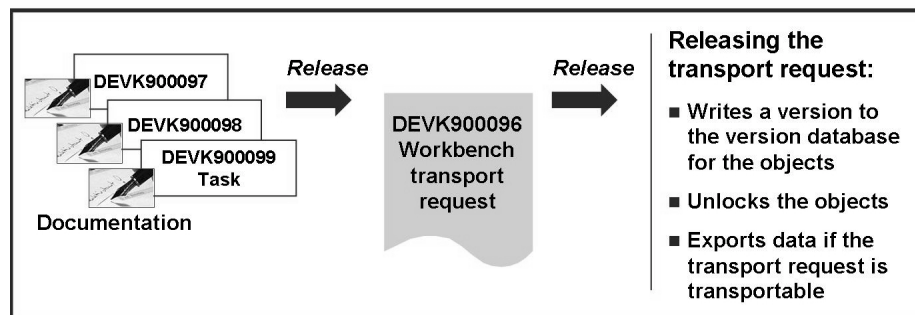 DEVK900097
DEVK900098
DEVK900099
Task
Documentation
Release
DEVK900096
Workbench
transport
request
Release
Releasing the
transport request:
■ Writes a version to
the version database
for the objects
■ Unlocks the objects
■ Exports data if the
transport request is
transportable